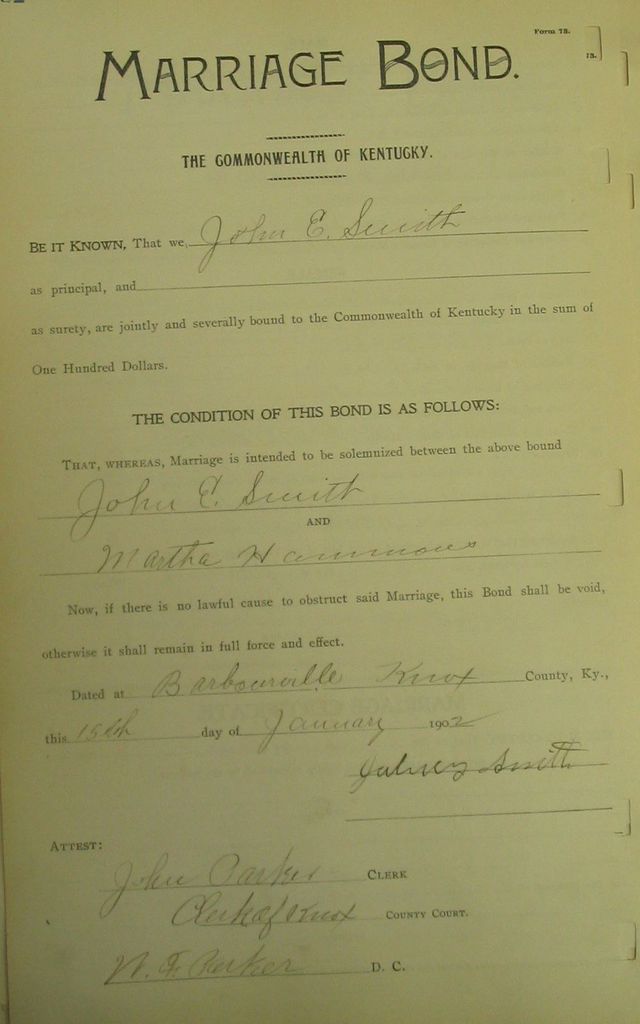 Form 73.
13.
MARRIAGE BOND.
THE COMMONWEALTH OF KENTUCKY.
BE IT KNOWN, That we, John E. Smith
as principal, and
as surety, are jointly and severally bound to the Commonwealth of Kentucky in the sum of
One Hundred Dollars.
THE CONDITION OF THIS BOND IS AS FOLLOWS:
THAT, WHEREAS, Marriage is intended to be solemnized between the above bound
John E. Smith
AND
Martha Hammons
Now, if there is no lawful cause to obstruct said Marriage, this Bond shall be void,
otherwise it shall remain in full force and effect.
Dated at Barbourville Knox County, Ky.,
this 15th day of January 1902
Smith
ATTEST:
John Parker CLERK
Clerk of Knox COUNTY COURT.
W. F. Parker D. C.